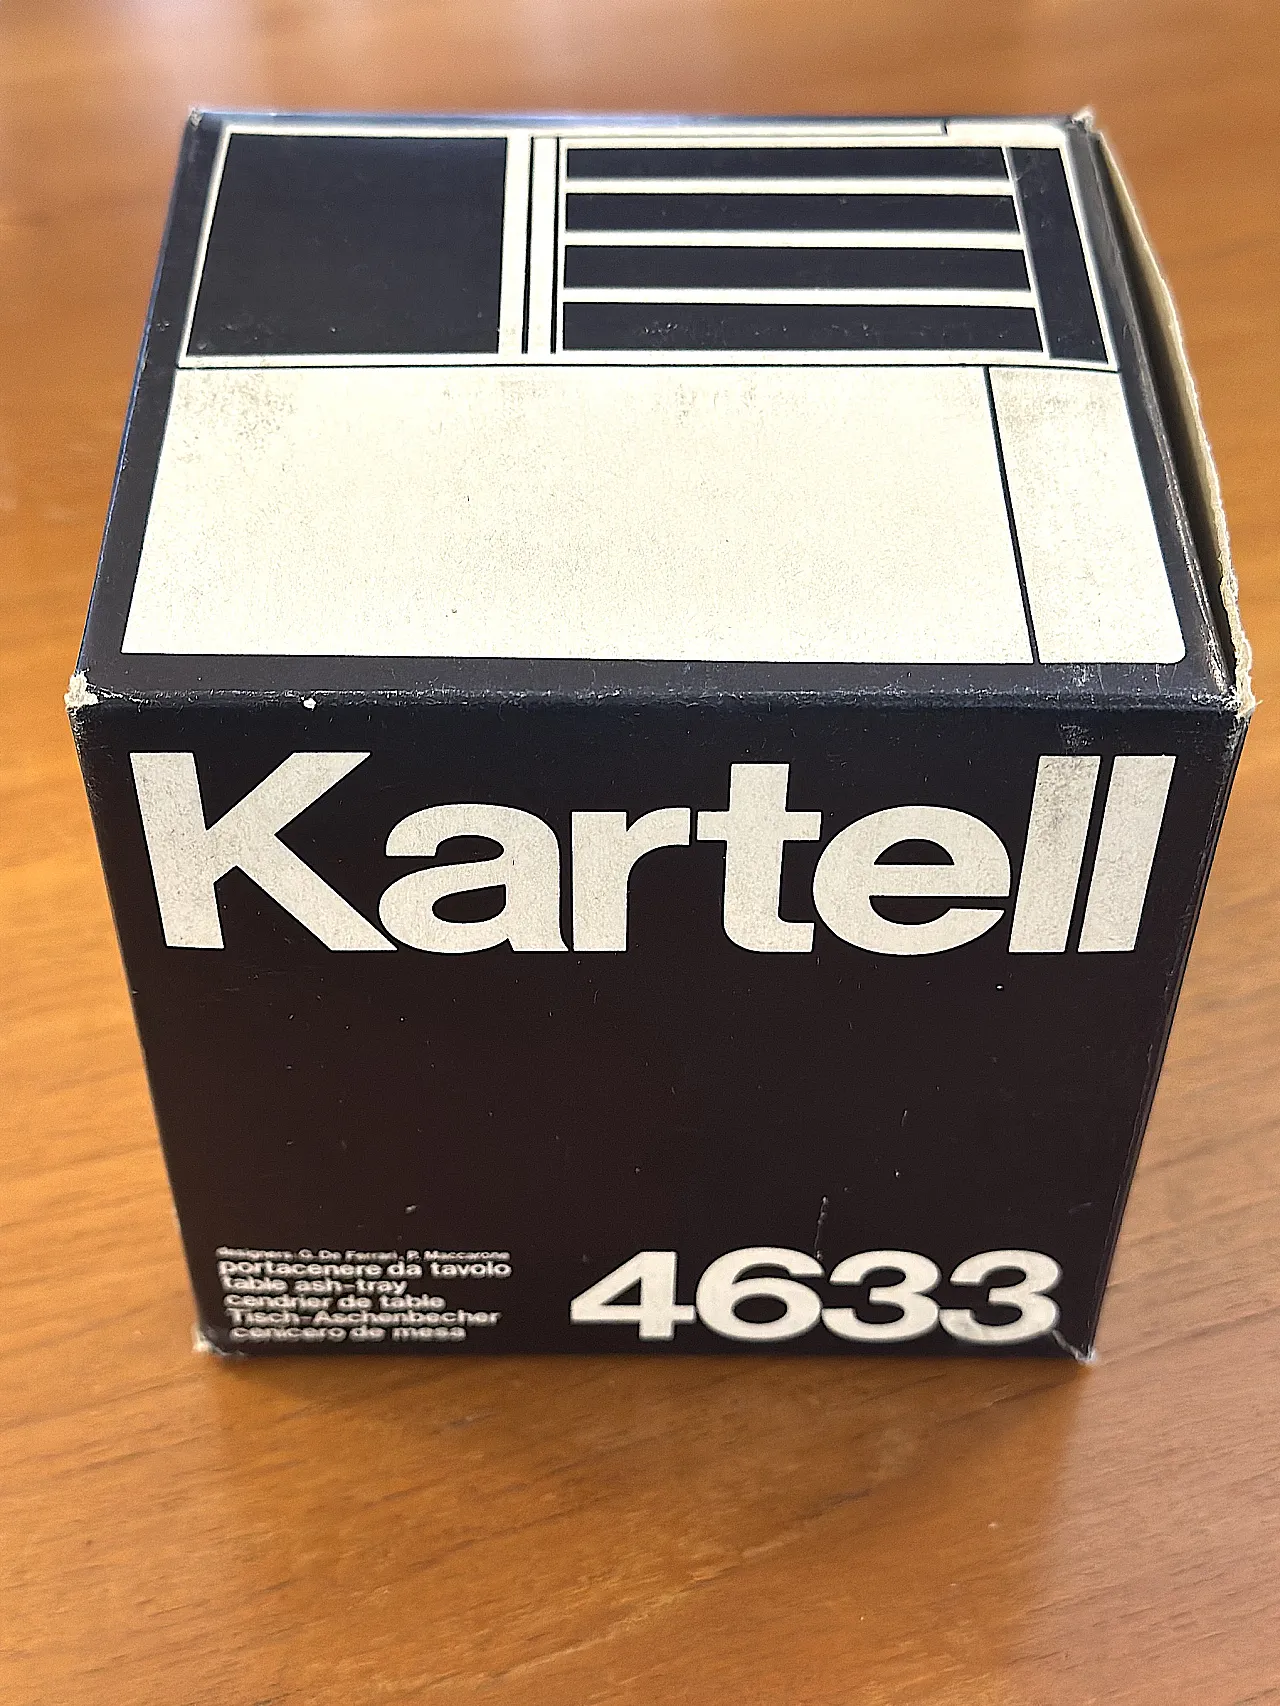 Kartell
designers: G. De Ferrari, P. Maccarone
portacenere da tavolo
table ash-tray
cendrier de table
Tisch-Aschenbecher
cenicero de mesa
4633